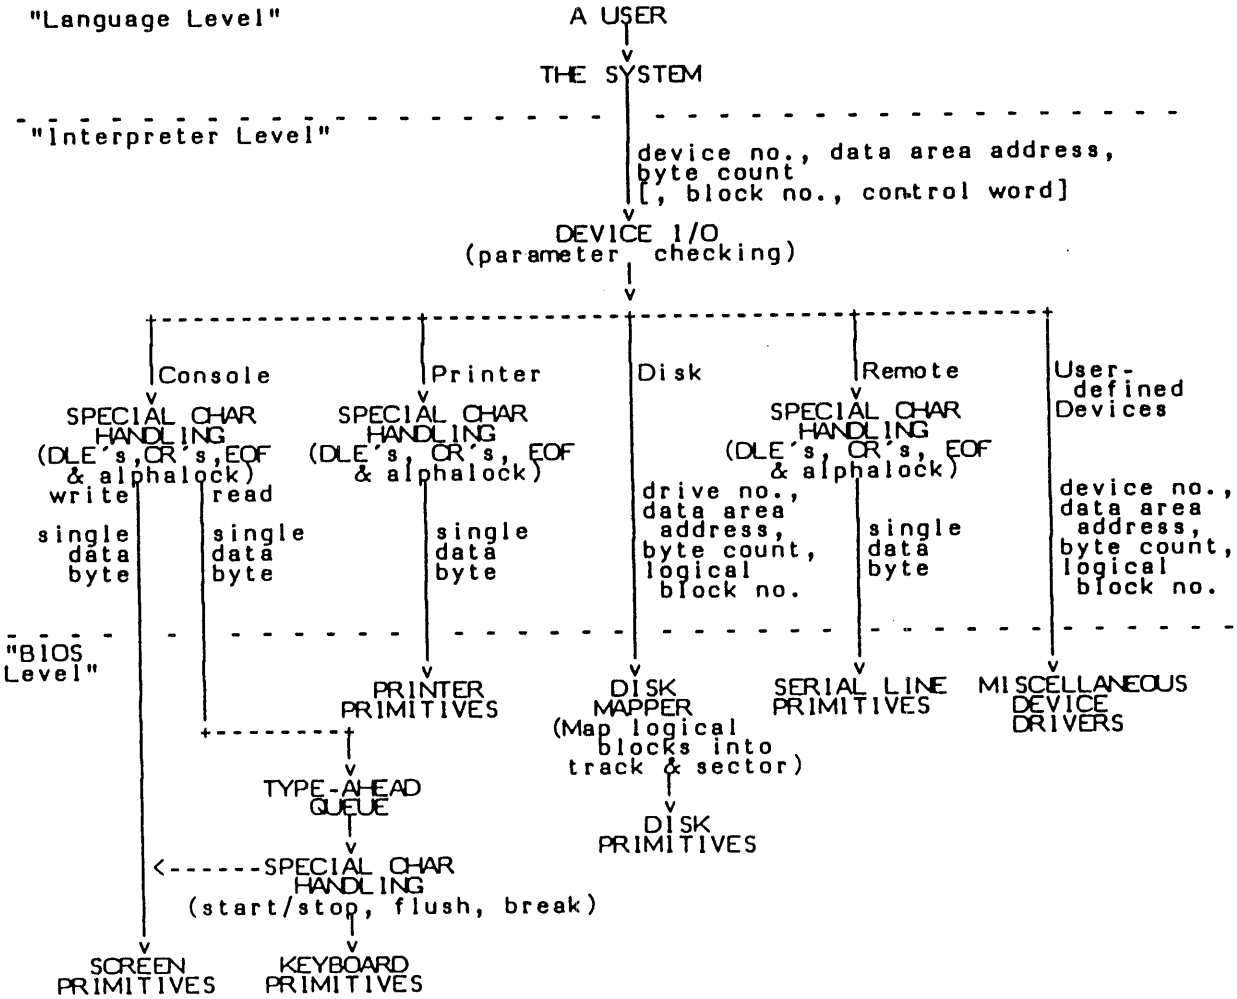 "Language Level"
A USER
THE SYSTEM
"Interpreter Level"
device no., data area address,
byte count
[, block no., control word]
DEVICE I/O
(parameter checking)
Console
Printer
Disk
Remote
User-
defined
Devices
SPECIAL CHAR
HANDLING
(DLE's,CR's,EOF
& alphalock)
SPECIAL CHAR
HANDLING
(DLE's, CR's, EOF
& alphalock)
SPECIAL CHAR
HANDLING
(DLE's, CR's, EOF
& alphalock)
write
read
single
data
byte
single
data
byte
single
data
byte
drive no.,
data area
address,
byte count,
logical
block no.
single
data
byte
device no.,
data area
address,
byte count,
logical
block no.
"BIOS
Level"
PRINTER
PRIMITIVES
DISK
MAPPER
(Map logical
blocks into
track & sector)
SERIAL LINE
PRIMITIVES
MISCELLANEOUS
DEVICE
DRIVERS
TYPE-AHEAD
QUEUE
DISK
PRIMITIVES
SPECIAL CHAR
HANDLING
(start/stop, flush, break)
SCREEN
PRIMITIVES
KEYBOARD
PRIMITIVES